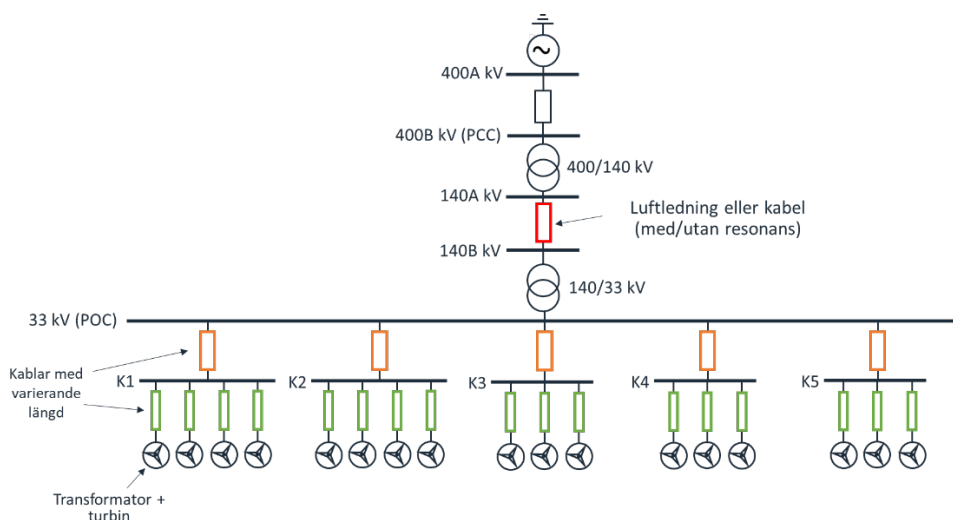 400A kV
400B kV (PCC)
400/140 kV
140A kV
Luftledning eller kabel
(med/utan resonans)
140B kV
140/33 kV
33 kV (POC)
Kablar med
varierande
längd
K1
K2
K3
K4
K5
Transformator +
turbin